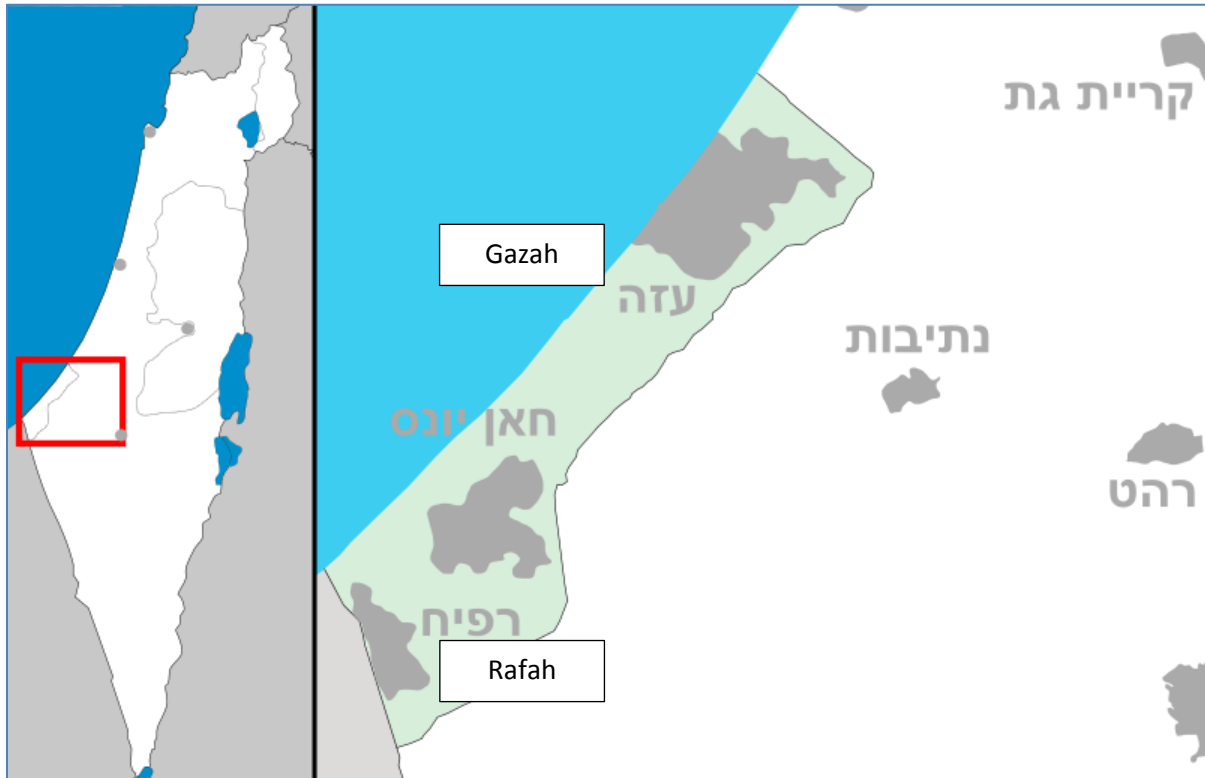 קריית גת
Gazah
עזה
נתיבות
חאן יונס
רהט
רפיח
Rafah